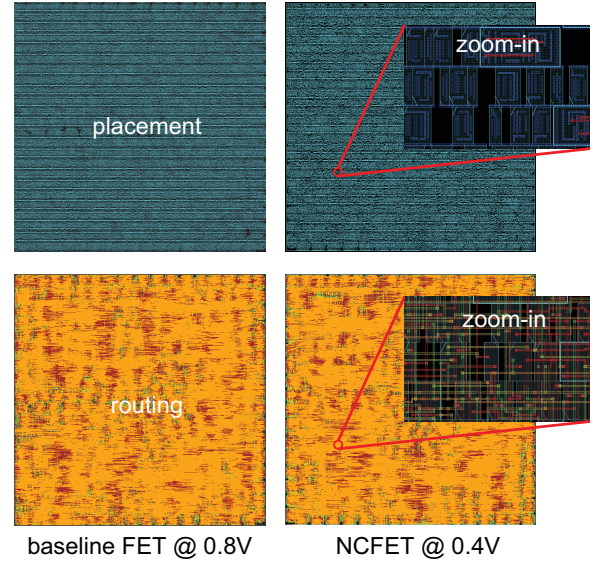 placement
zoom-in
routing
zoom-in
baseline FET @ 0.8V
NCFET @ 0.4V